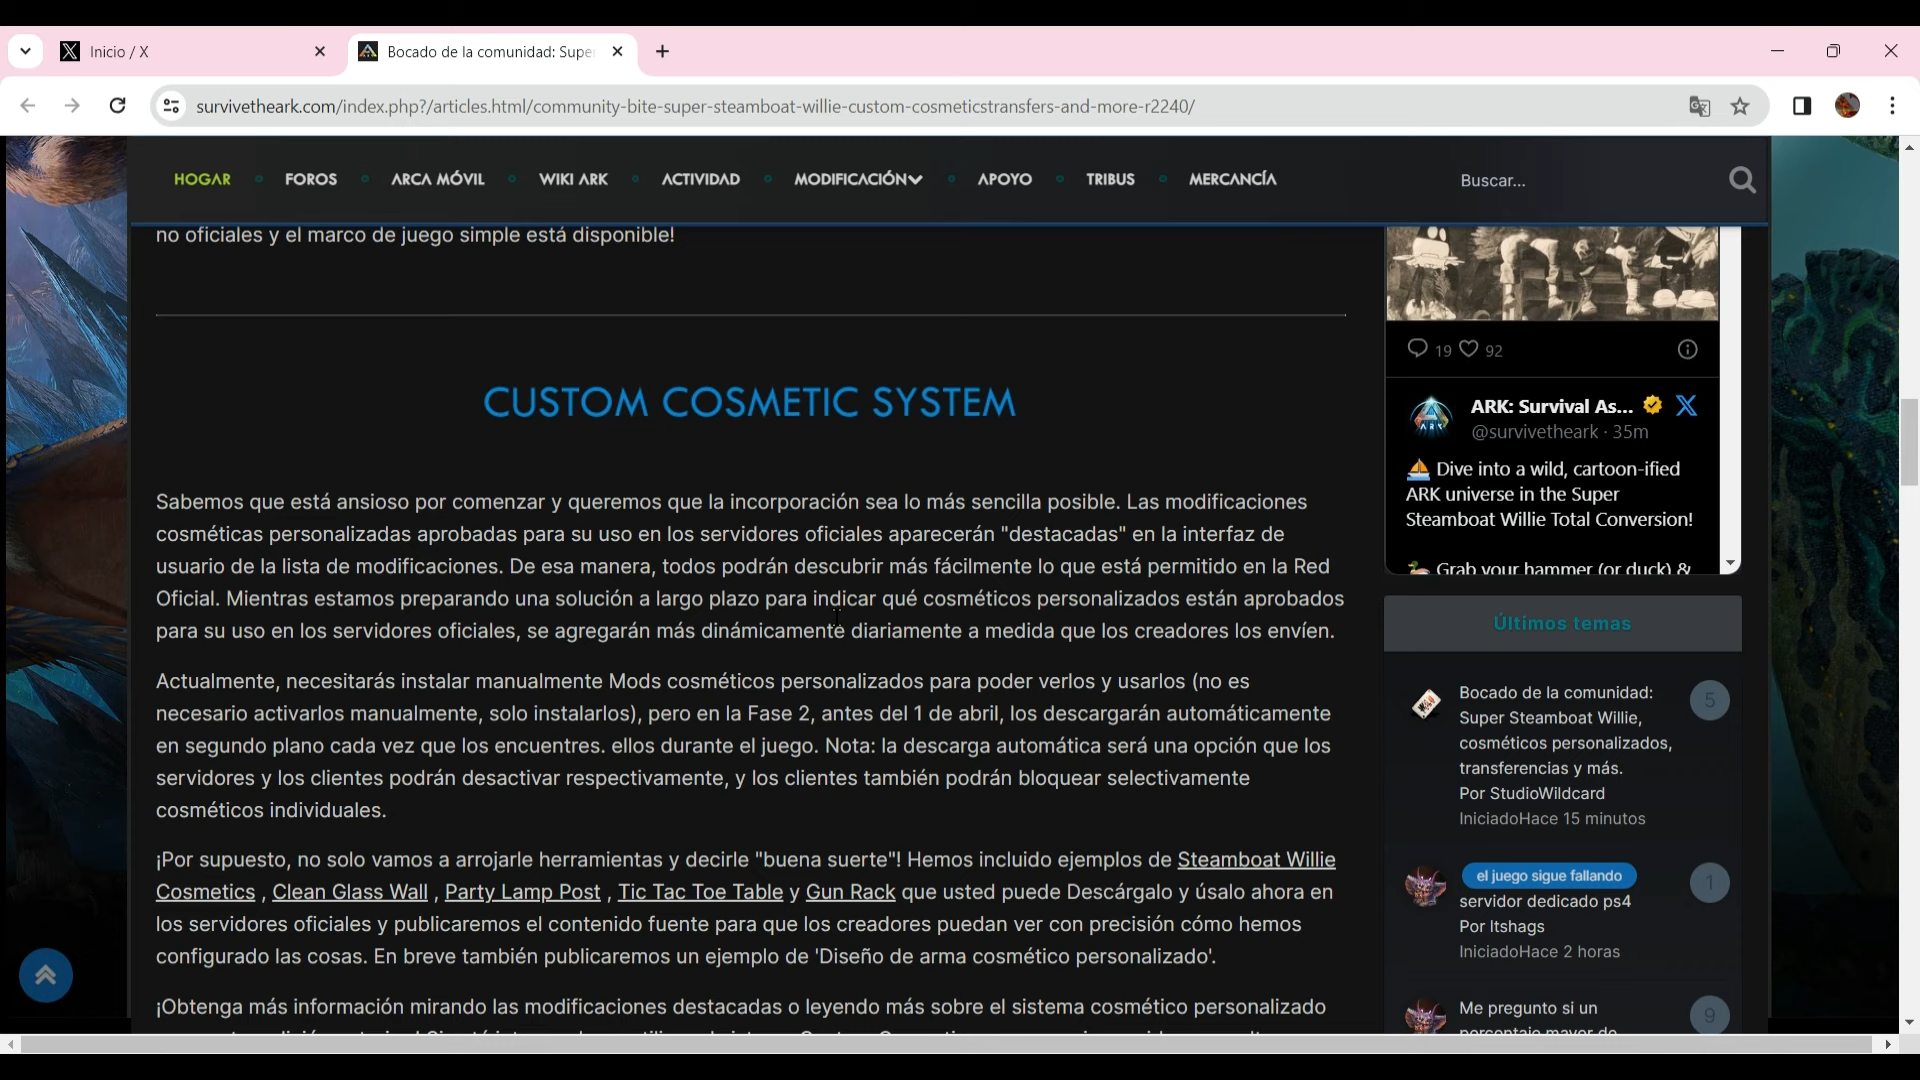 Inicio / X
Bocado de la comunidad: Supe
survivetheark.com/index.php?/articles.html/community-bite-super-steamboat-willie-custom-cosmeticstransfers-and-more-r2240/
HOGAR
FOROS
ARCA MÓVIL
WIKI ARK
ACTIVIDAD
MODIFICACIÓN
APOYO
TRIBUS
MERCANCÍA
Buscar...
no oficiales y el marco de juego simple está disponible!
CUSTOM COSMETIC SYSTEM
Sabemos que está ansioso por comenzar y queremos que la incorporación sea lo más sencilla posible. Las modificaciones
cosméticas personalizadas aprobadas para su uso en los servidores oficiales aparecerán "destacadas" en la interfaz de
usuario de la lista de modificaciones. De esa manera, todos podrán descubrir más fácilmente lo que está permitido en la Red
Oficial. Mientras estamos preparando una solución a largo plazo para indicar qué cosméticos personalizados están aprobados
para su uso en los servidores oficiales, se agregarán más dinámicamente diariamente a medida que los creadores los envíen.
Actualmente, necesitarás instalar manualmente Mods cosméticos personalizados para poder verlos y usarlos (no es
necesario activarlos manualmente, solo instalarlos), pero en la Fase 2, antes del 1 de abril, los descargarán automáticamente
en segundo plano cada vez que los encuentres. ellos durante el juego. Nota: la descarga automática será una opción que los
servidores y los clientes podrán desactivar respectivamente, y los clientes también podrán bloquear selectivamente
cosméticos individuales.
¡Por supuesto, no solo vamos a arrojarle herramientas y decirle "buena suerte"! Hemos incluido ejemplos de Steamboat Willie
Cosmetics , Clean Glass Wall , Party Lamp Post , Tic Tac Toe Table y Gun Rack que usted puede Descárgalo y úsalo ahora en
los servidores oficiales y publicaremos el contenido fuente para que los creadores puedan ver con precisión cómo hemos
configurado las cosas. En breve también publicaremos un ejemplo de 'Diseño de arma cosmético personalizado'.
¡Obtenga más información mirando las modificaciones destacadas o leyendo más sobre el sistema cosmético personalizado
19 92
ARK: Survival As...
@survivetheark · 35m
Dive into a wild, cartoon-ified
ARK universe in the Super
Steamboat Willie Total Conversion!
Grab your hammer (or duck) &
Últimos temas
Bocado de la comunidad:
Super Steamboat Willie,
cosméticos personalizados,
transferencias y más.
Por StudioWildcard
IniciadoHace 15 minutos
5
el juego sigue fallando
servidor dedicado ps4
Por Itshags
IniciadoHace 2 horas
1
Me pregunto si un
porcentaje mayor de
9